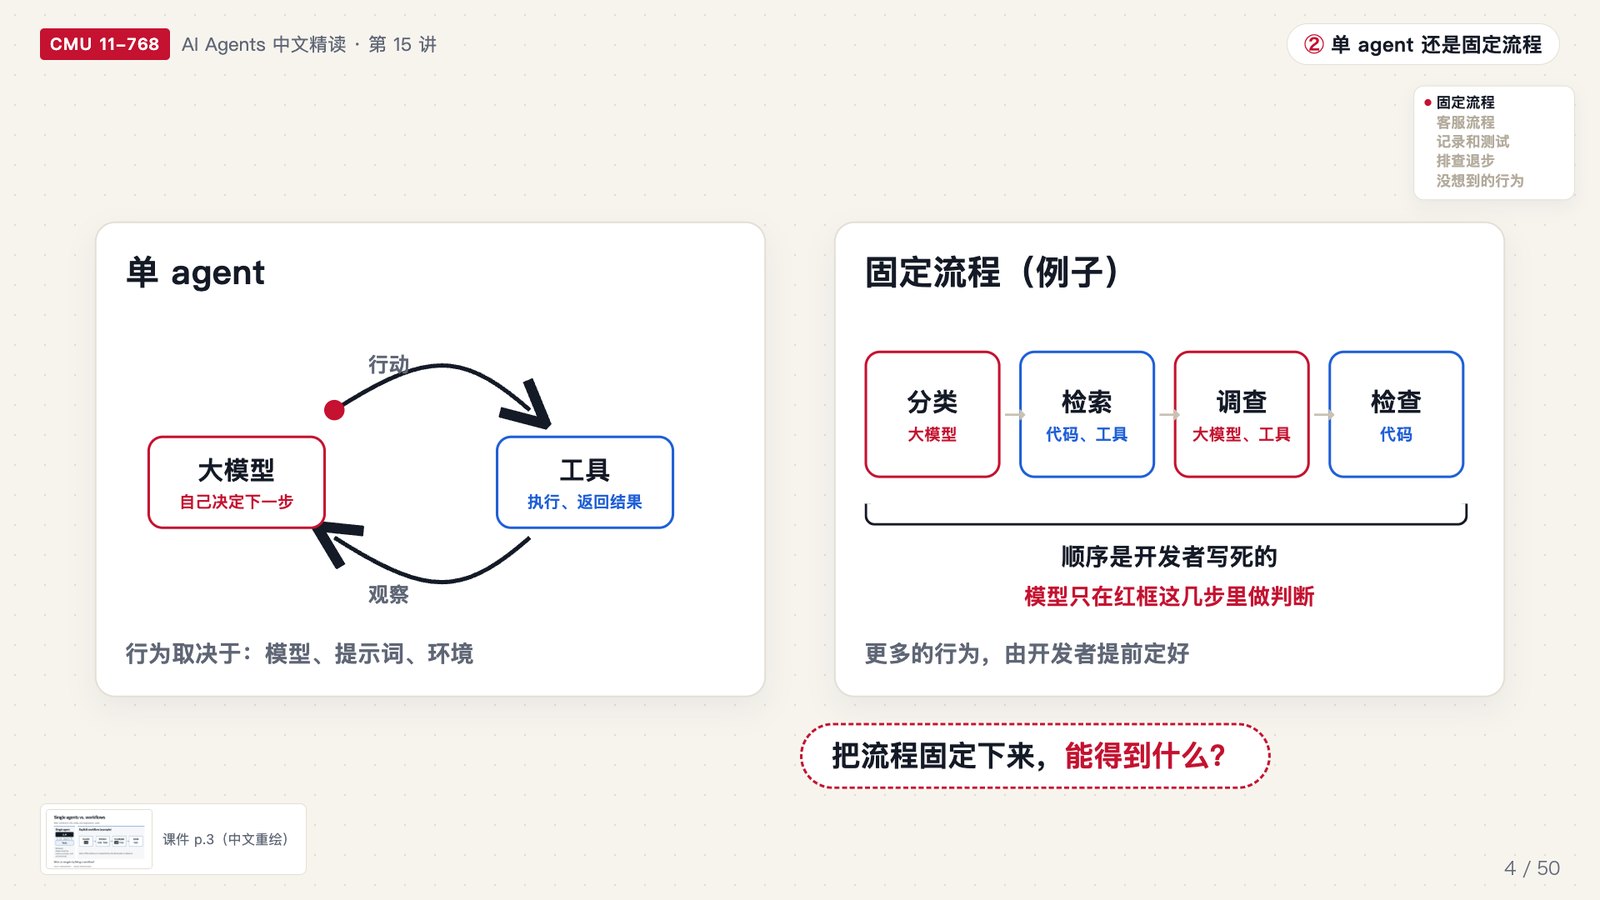 CMU 11-768
AI Agents 中文精读 · 第 15 讲
② 单 agent 还是固定流程
固定流程
客服流程
记录和测试
排查退步
没想到的行为
单 agent
行动
大模型
自己决定下一步
工具
执行、返回结果
观察
行为取决于：模型、提示词、环境
固定流程（例子）
分类
大模型
检索
代码、工具
调查
大模型、工具
检查
代码
顺序是开发者写死的
模型只在红框这几步里做判断
更多的行为，由开发者提前定好
把流程固定下来，能得到什么？
Single agents vs. workflows
课件 p.3（中文重绘）
4 / 50